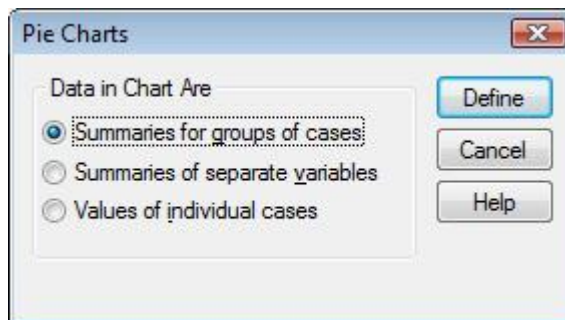 Pie Charts
Data in Chart Are
Summaries for groups of cases
Summaries of separate variables
Values of individual cases
Define
Cancel
Help